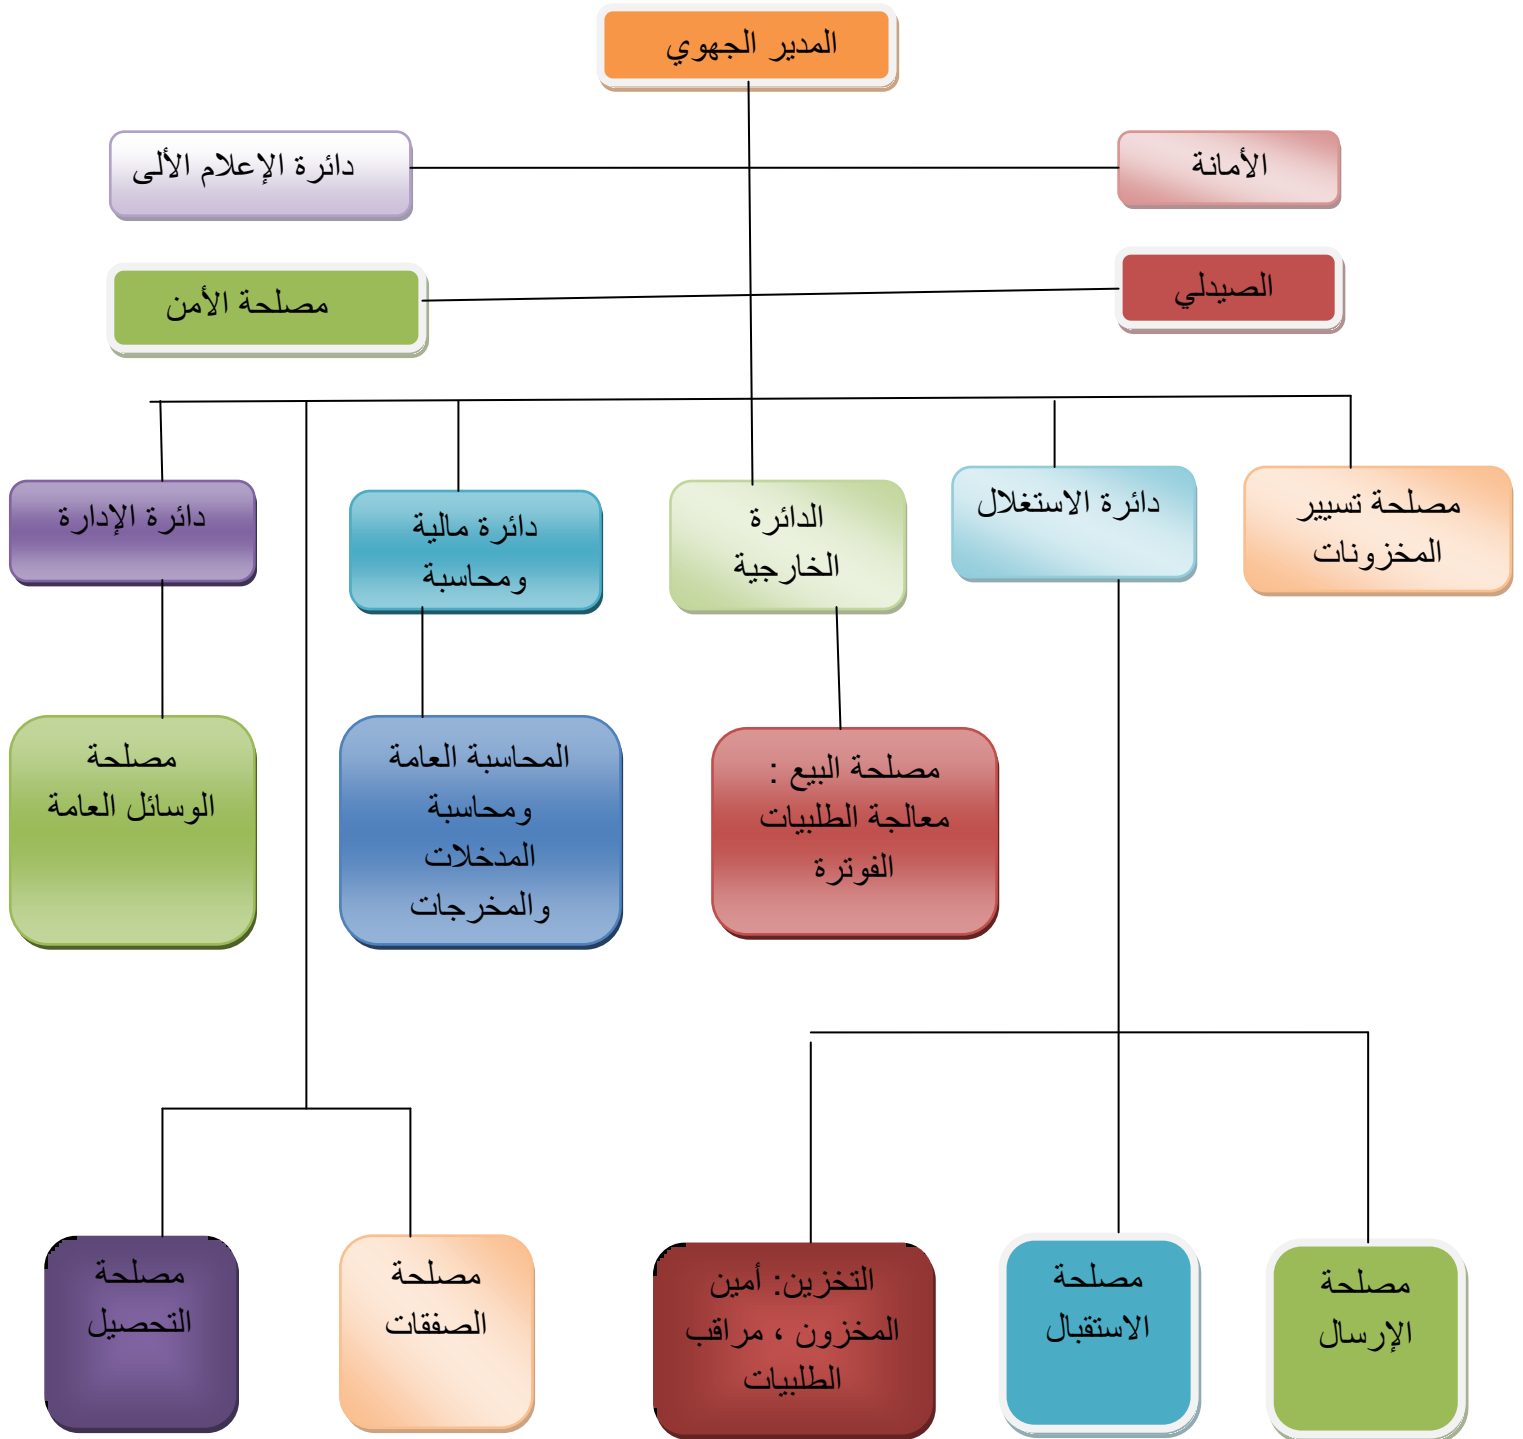 المدير الجهوي
الأمانة
دائرة الإعلام الألى
الصيدلي
مصلحة الأمن
مصلحة تسيير
المخزونات
دائرة الاستغلال
الدائرة
الخارجية
دائرة مالية
ومحاسبة
دائرة الإدارة
مصلحة البيع :
معالجة الطلبيات
الفوترة
المحاسبة العامة
ومحاسبة
المدخلات
والمخرجات
مصلحة
الوسائل العامة
مصلحة
الإرسال
مصلحة
الاستقبال
التخزين: أمين
المخزون ، مراقب
الطلبيات
مصلحة
الصفقات
مصلحة
التحصيل